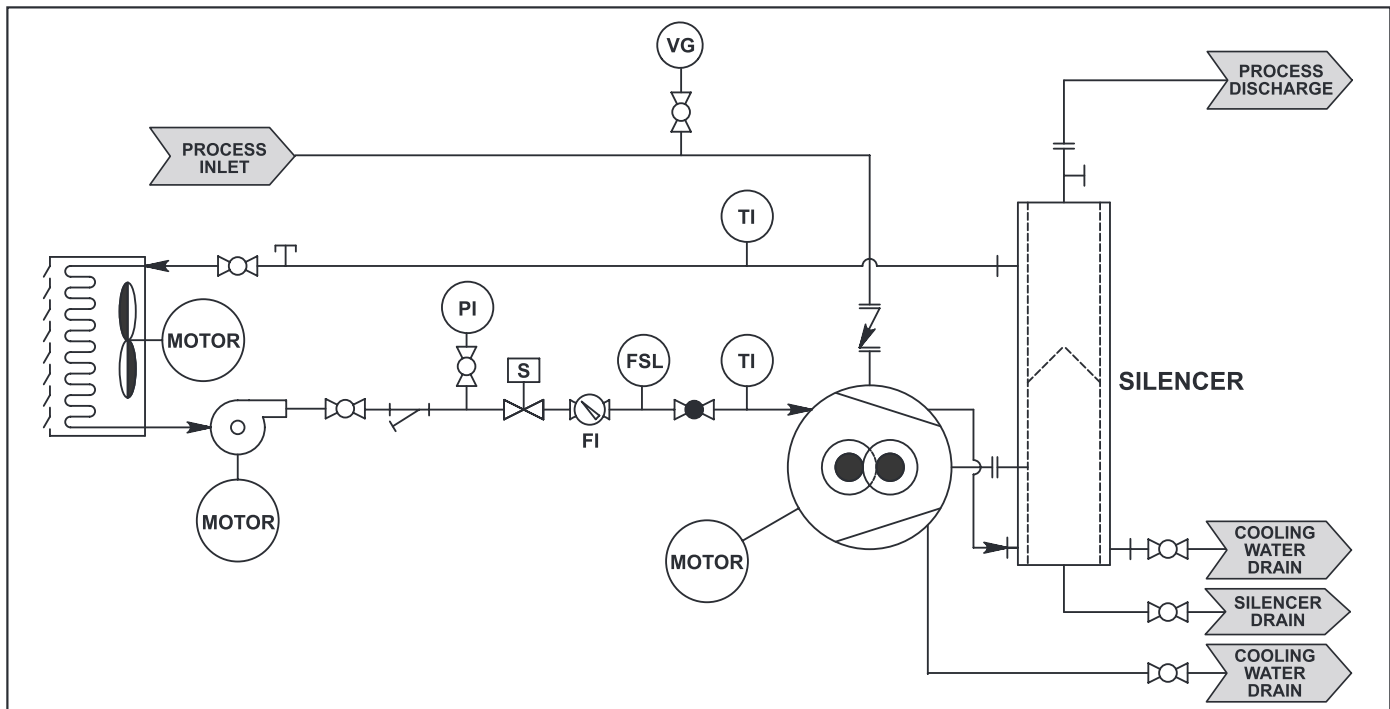 VG
PROCESS
DISCHARGE
PROCESS
INLET
TI
MOTOR
PI
S
FSL
TI
FI
SILENCER
MOTOR
MOTOR
COOLING
WATER
DRAIN
SILENCER
DRAIN
COOLING
WATER
DRAIN